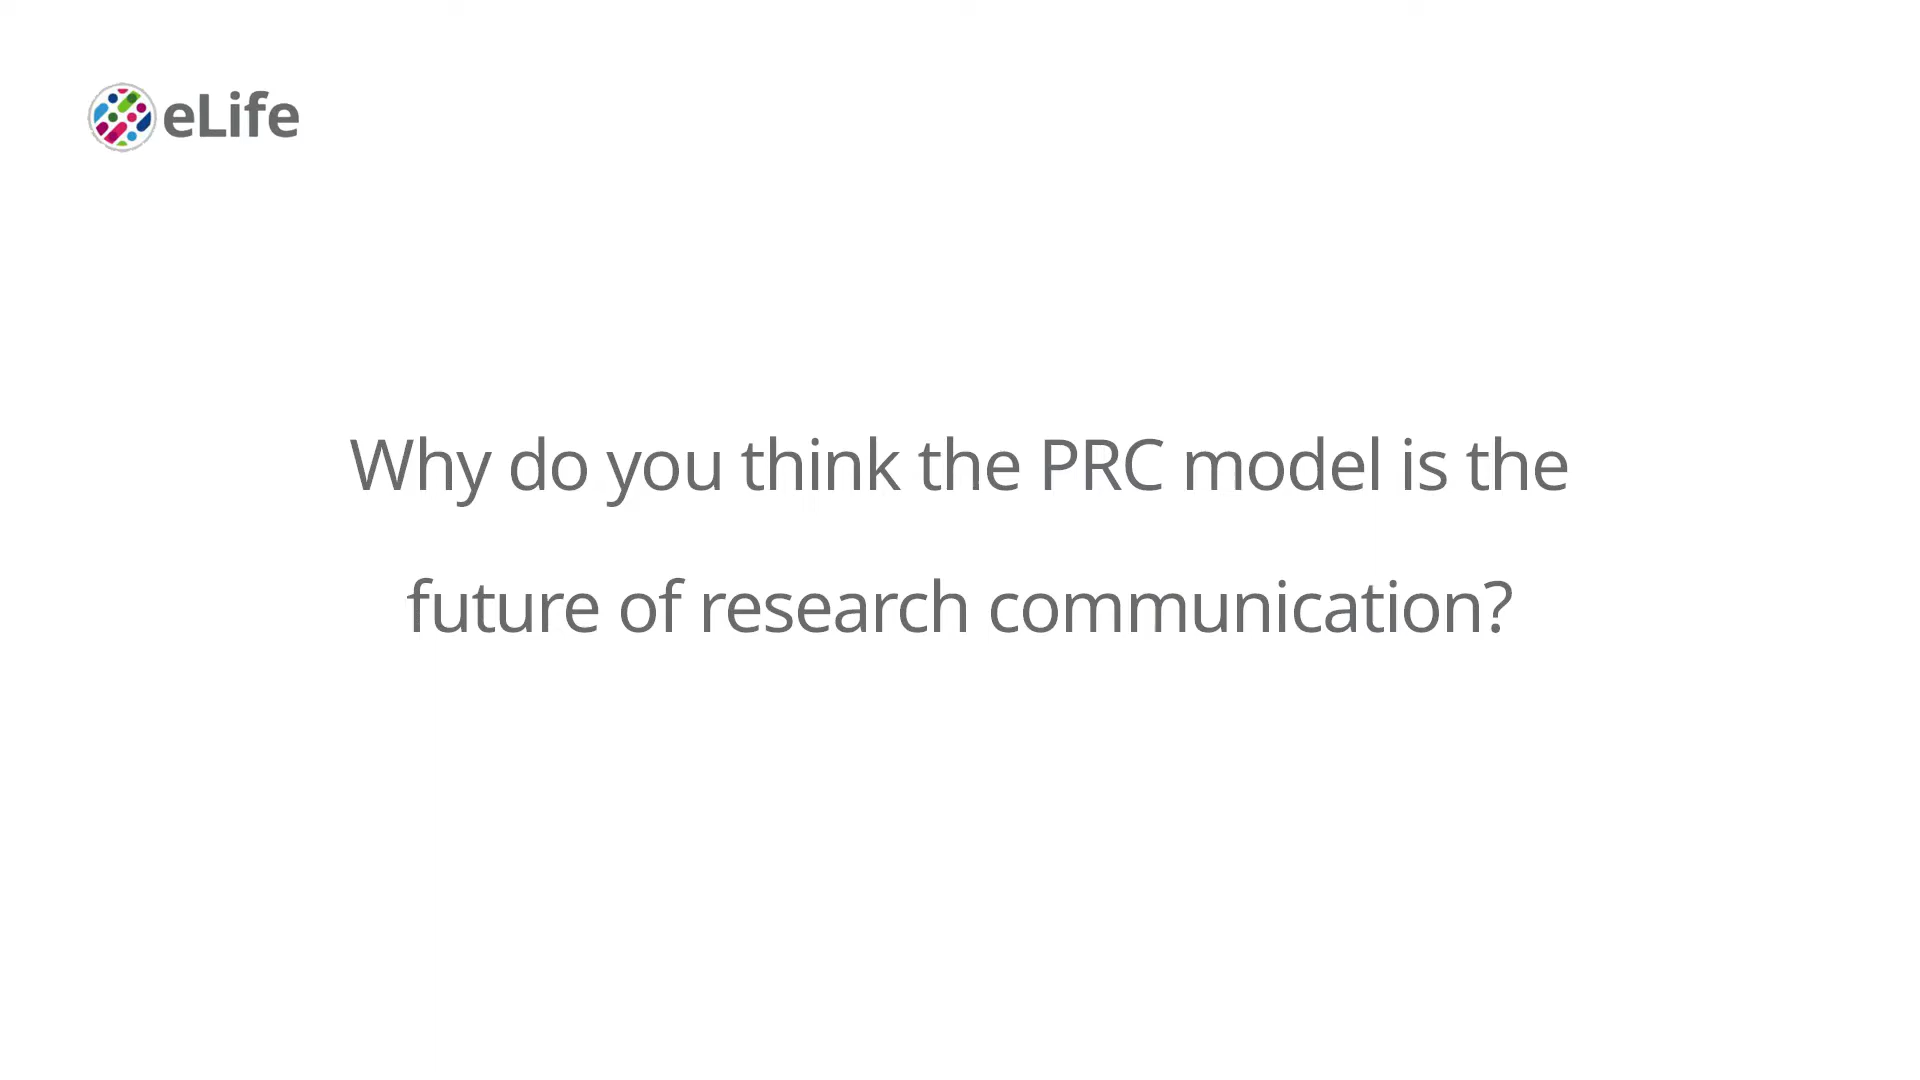 eLife
Why do you think the PRC model is the
future of research communication?